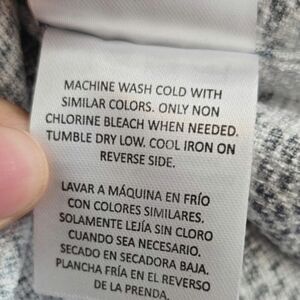 MACHINE WASH COLD WITH
SIMILAR COLORS. ONLY NON
CHLORINE BLEACH WHEN NEEDED.
TUMBLE DRY LOW. COOL IRON ON
REVERSE SIDE.
LAVAR A MÁQUINA EN FRÍO
CON COLORES SIMILARES.
SOLAMENTE LEJÍA SIN CLORO
CUANDO SEA NECESARIO.
SECADO EN SECADORA BAJA.
PLANCHA FRÍA EN EL REVERSO
DE LA PRENDA.